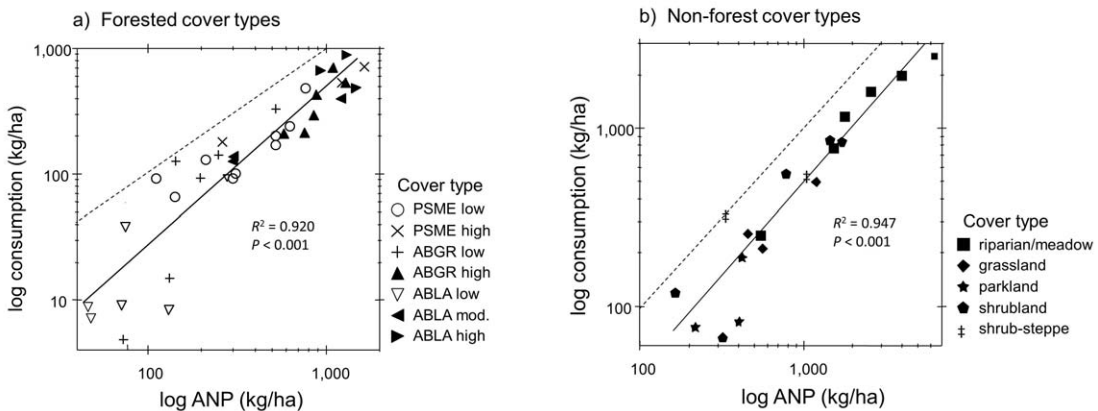 a) Forested cover types
1,000
100
10
log consumption (kg/ha)
100
1,000
log ANP (kg/ha)
R² = 0.920
P < 0.001
Cover type
PSME low
PSME high
ABGR low
ABGR high
ABLA low
ABLA mod.
ABLA high
b) Non-forest cover types
1,000
100
log consumption (kg/ha)
100
1,000
log ANP (kg/ha)
R² = 0.947
P < 0.001
Cover type
riparian/meadow
grassland
parkland
shrubland
shrub-steppe